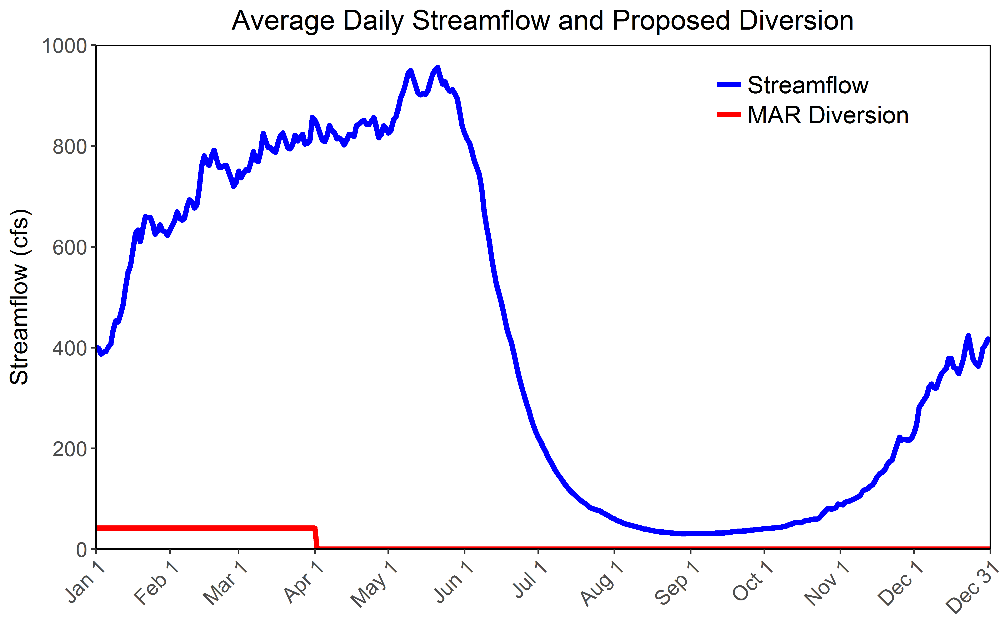 Average Daily Streamflow and Proposed Diversion
Streamflow (cfs)
1000
800
600
400
200
0
Streamflow
MAR Diversion
Jan 1
Feb 1
Mar 1
Apr 1
May 1
Jun 1
Jul 1
Aug 1
Sep 1
Oct 1
Nov 1
Dec 1
Dec 31